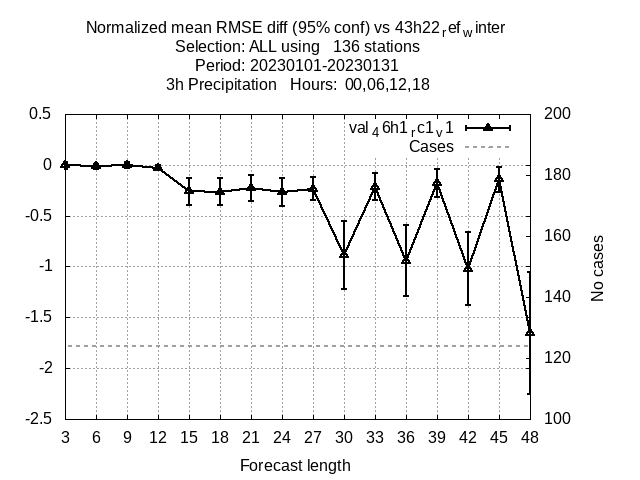 Normalized mean RMSE diff (95% conf) vs 43h22refwinter
Selection: ALL using   136 stations
Period: 20230101-20230131
3h Precipitation   Hours:  00,06,12,18
0.5 200
val46h1rc1v1
Cases
0 180
-0.5
160
-1
140
-1.5
120
-2
-2.5 100
No cases
3 6 9 12 15 18 21 24 27 30 33 36 39 42 45 48
Forecast length